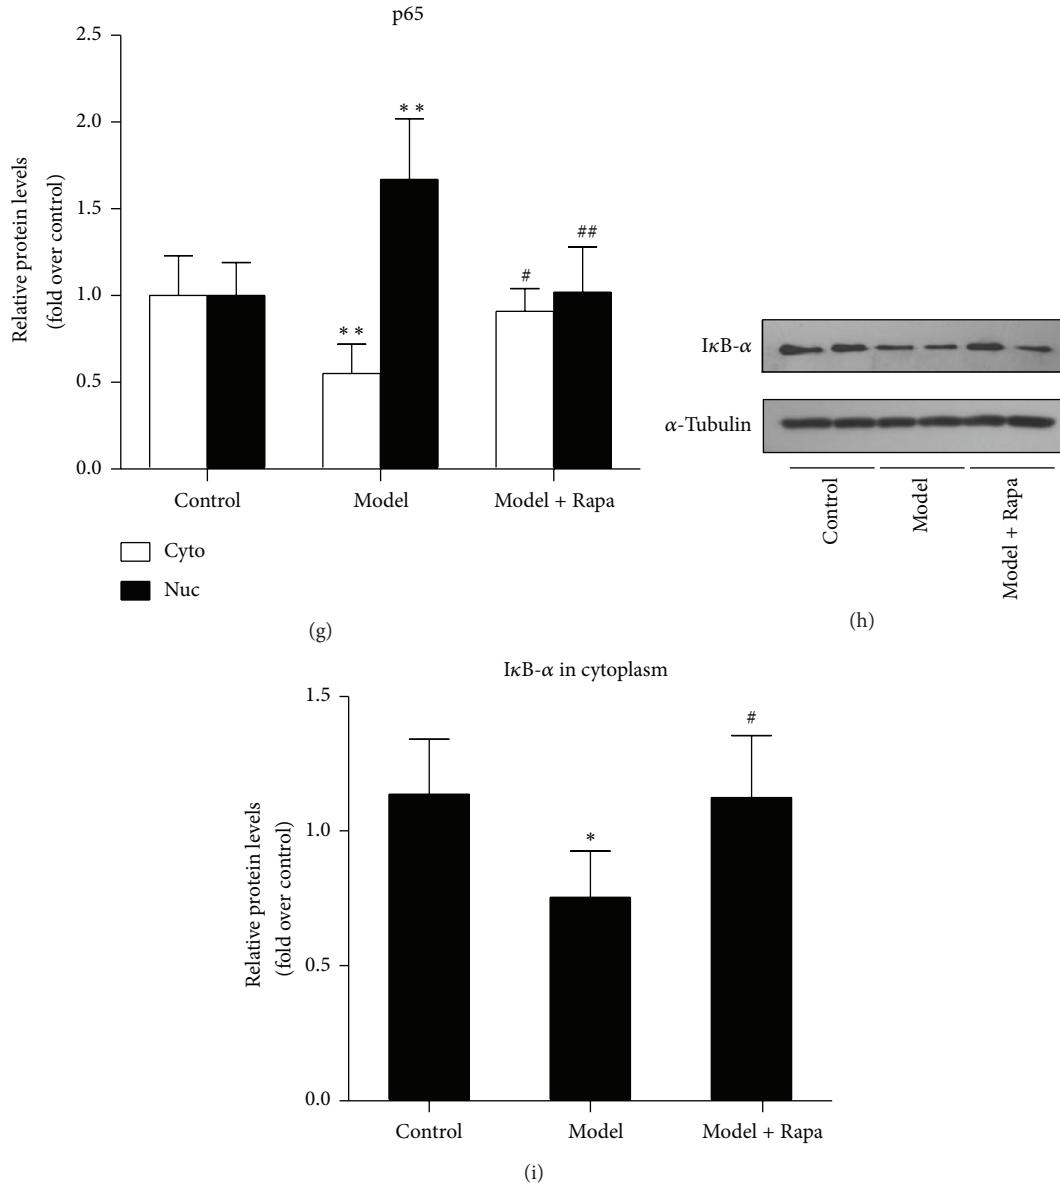 p65
2.5
2.0
1.5
1.0
0.5
0.0
Relative protein levels
(fold over control)
**
**
#
##
Control
Model
Model + Rapa
Cyto
Nuc
(g)
IκB-α
α-Tubulin
Control
Model
Model + Rapa
(h)
IκB-α in cytoplasm
1.5
1.0
0.5
0.0
Relative protein levels
(fold over control)
*
#
Control
Model
Model + Rapa
(i)